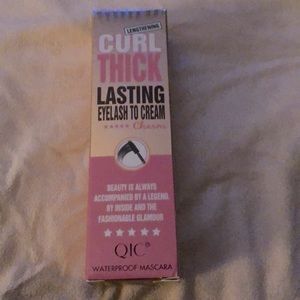 LENGTHENING
CURL
THICK
LASTING
EYELASH TO CREAM
Charm
BEAUTY IS ALWAYS
ACCOMPANIED BY A LEGEND,
BY INSIDE AND THE
FASHIONABLE GLAMOUR
QIC®
WATERPROOF MASCARA